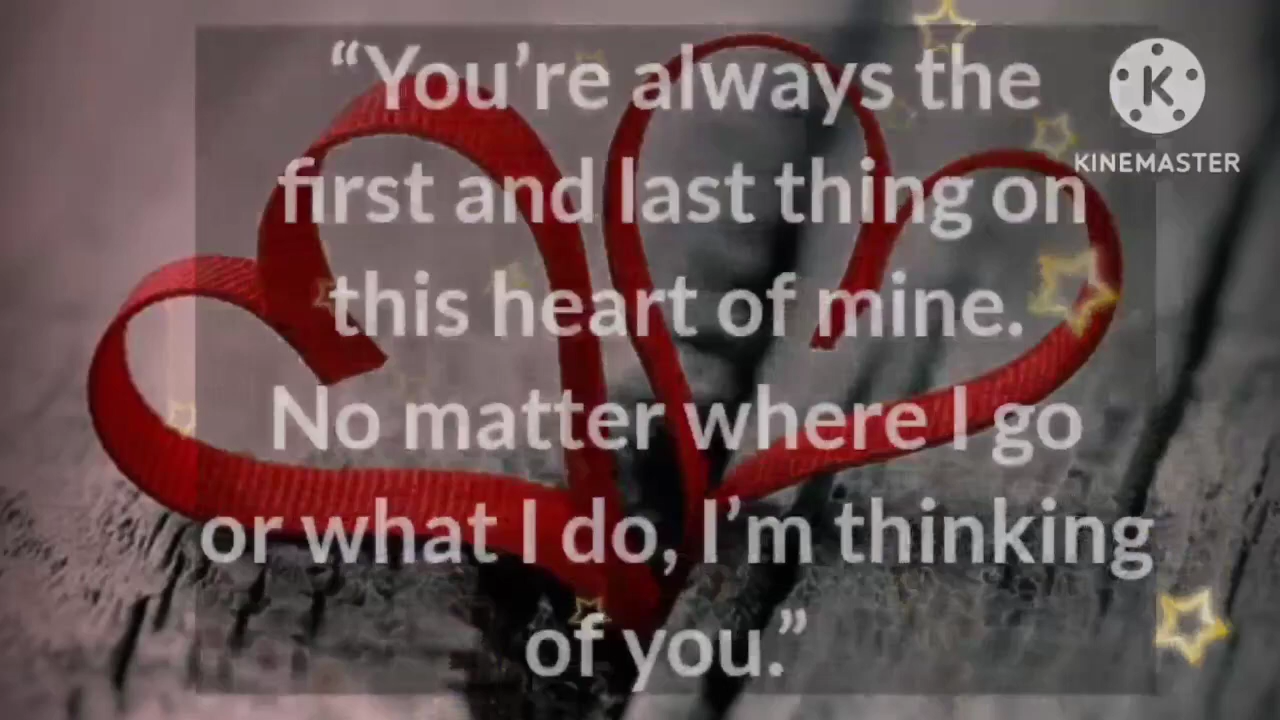 “You’re always the
first and last thing on
this heart of mine.
No matter where I go
or what I do, I’m thinking
of you.”
K
KINEMASTER